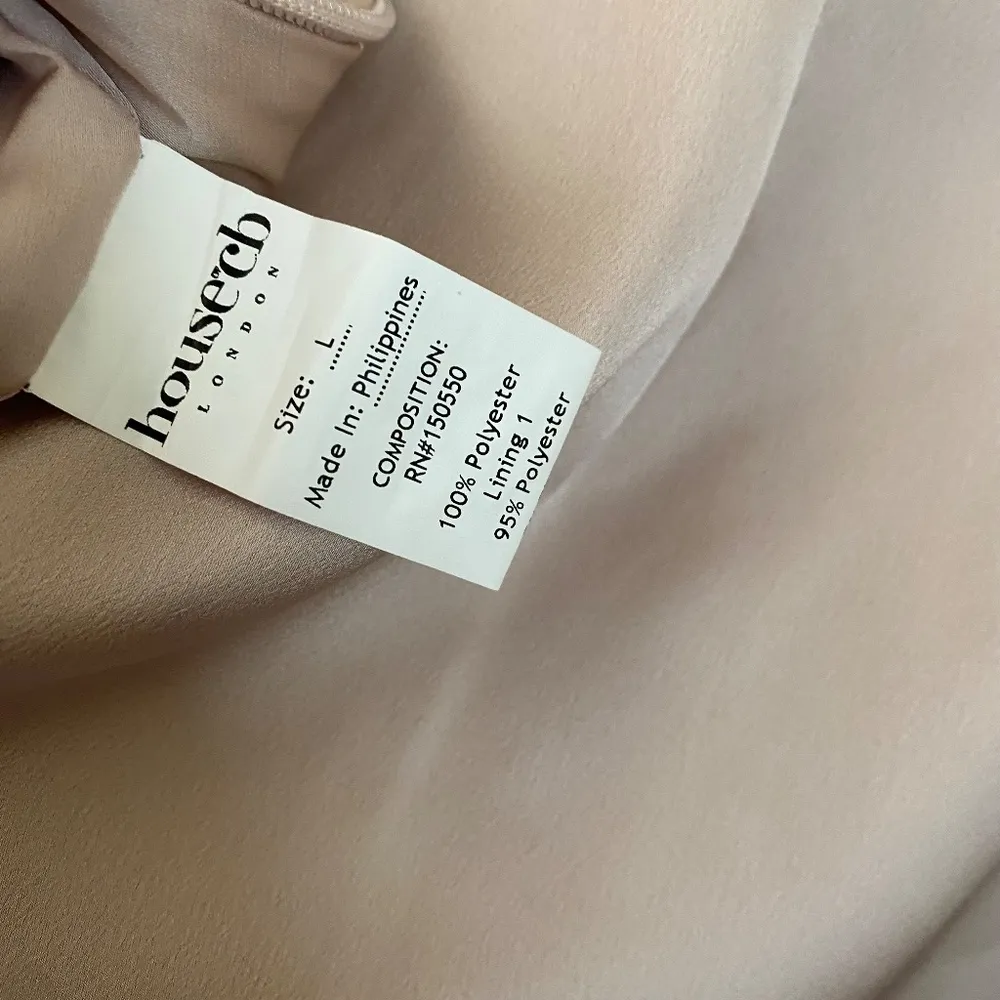 house of cb
LONDON
Size: L
Made In: Philippines
COMPOSITION:
RN#150550
100% Polyester
Lining 1
95% Polyester